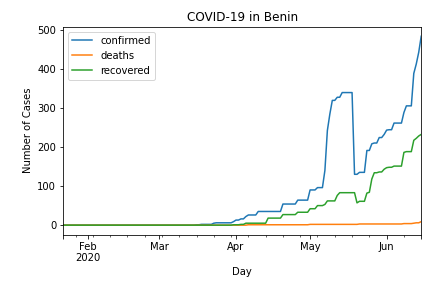 COVID-19 in Benin
confirmed
deaths
recovered
Number of Cases
500
400
300
200
100
0
Feb
2020
Mar
Apr
May
Jun
Day